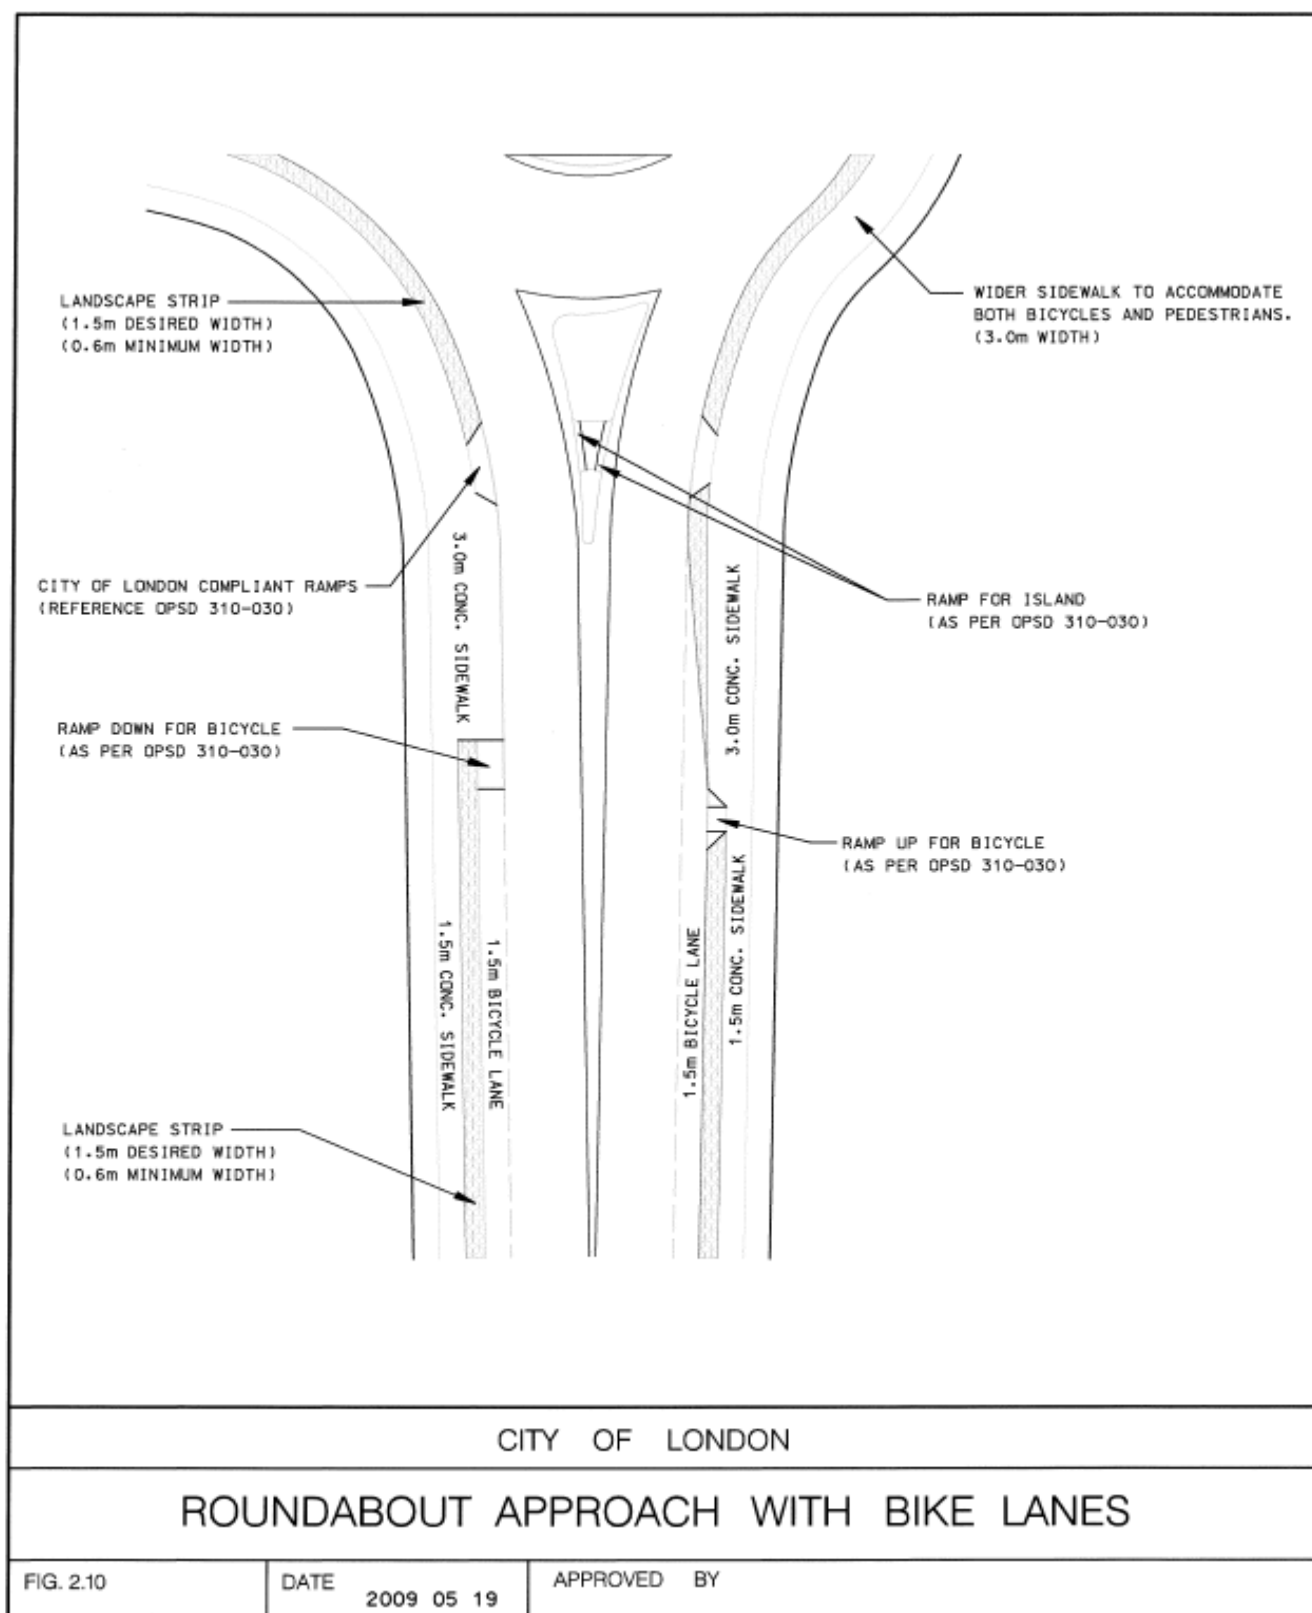 LANDSCAPE STRIP
(1.5m DESIRED WIDTH)
(0.6m MINIMUM WIDTH)
WIDER SIDEWALK TO ACCOMMODATE
BOTH BICYCLES AND PEDESTRIANS.
(3.0m WIDTH)
CITY OF LONDON COMPLIANT RAMPS
(REFERENCE OPSD 310-030)
3.0m CONC. SIDEWALK
3.0m CONC. SIDEWALK
RAMP FOR ISLAND
(AS PER OPSD 310-030)
RAMP DOWN FOR BICYCLE
(AS PER OPSD 310-030)
RAMP UP FOR BICYCLE
(AS PER OPSD 310-030)
1.5m CONC. SIDEWALK
1.5m BICYCLE LANE
1.5m BICYCLE LANE
1.5m CONC. SIDEWALK
LANDSCAPE STRIP
(1.5m DESIRED WIDTH)
(0.6m MINIMUM WIDTH)
CITY OF LONDON
ROUNDABOUT APPROACH WITH BIKE LANES
FIG. 2.10
DATE 2009 05 19
APPROVED BY